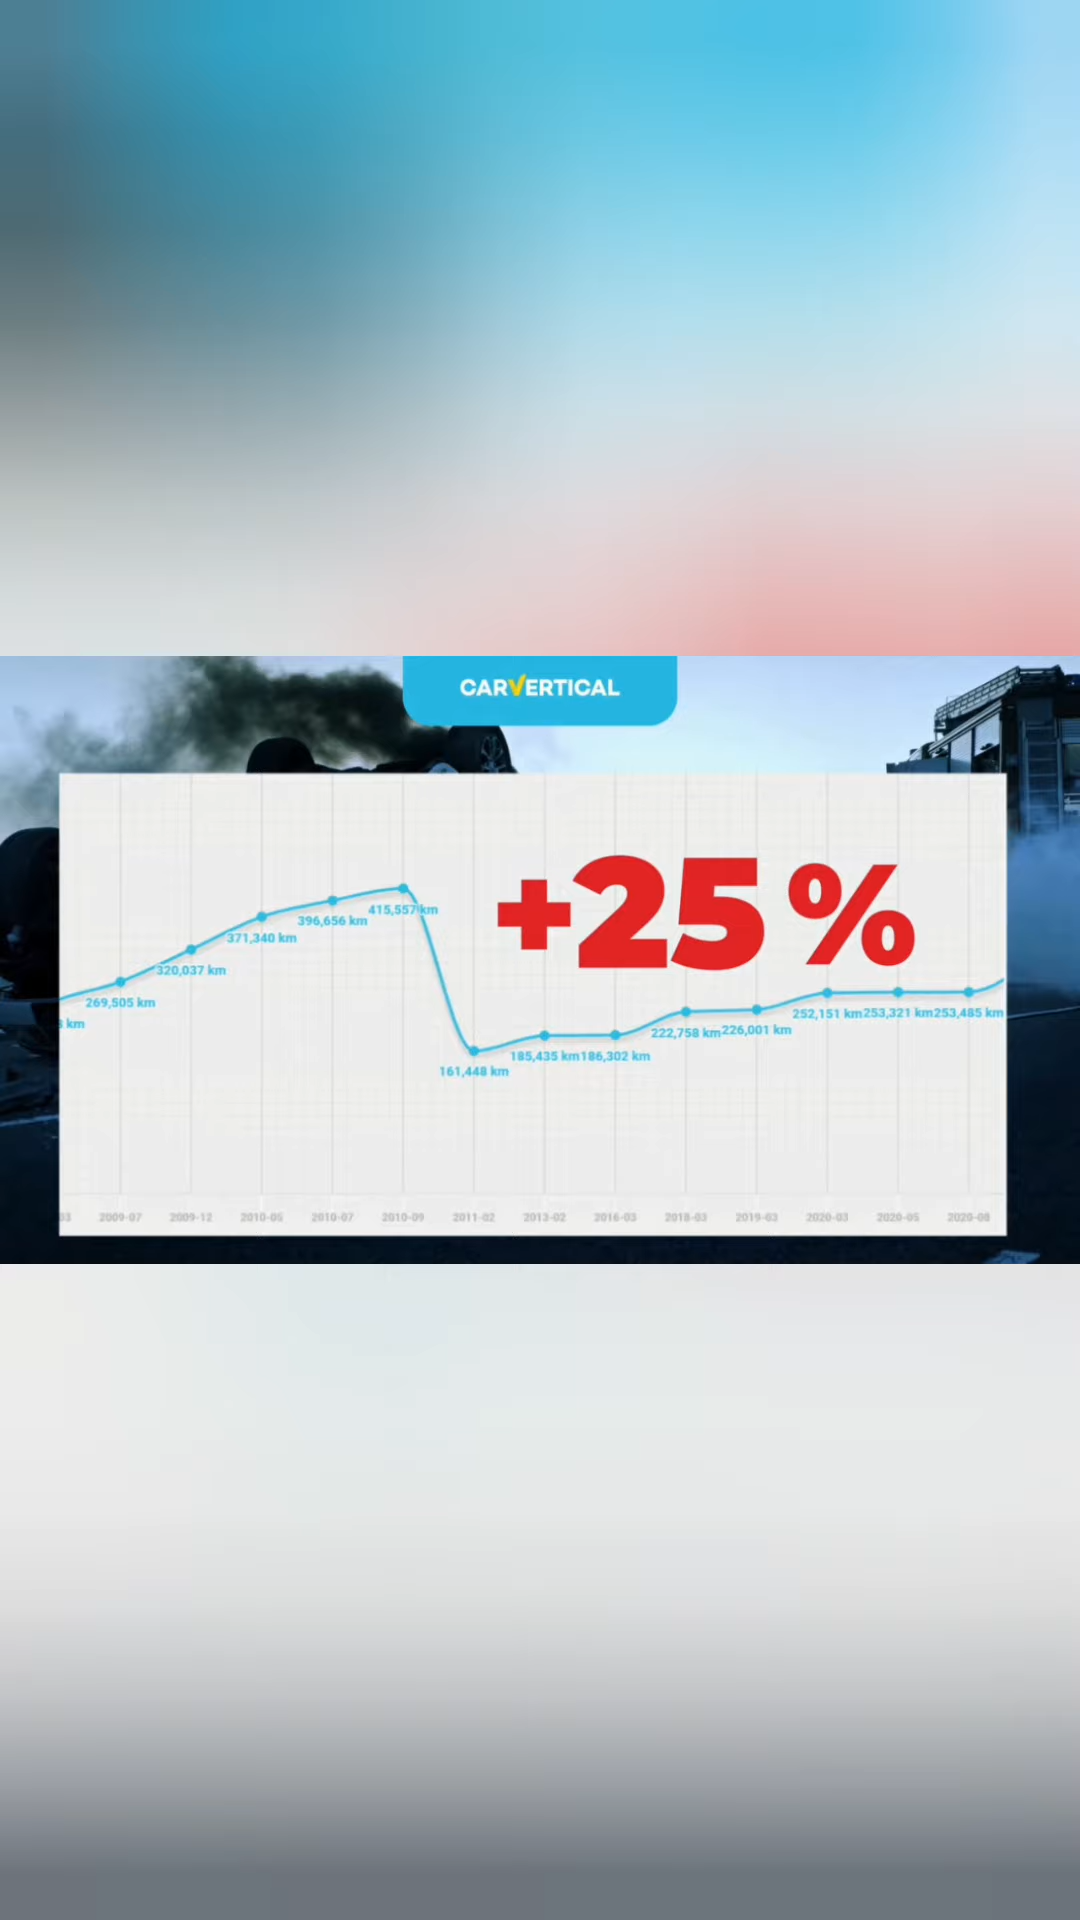 CARVERTICAL
+25 %
415,557 km
396,656 km
371,340 km
320,037 km
269,505 km
km
252,151 km 253,321 km 253,485 km
222,758 km 226,001 km
185,435 km 186,302 km
161,448 km
03 2009-07 2009-12 2010-05 2010-07 2010-09 2011-02 2013-02 2016-03 2018-03 2019-03 2020-03 2020-05 2020-08